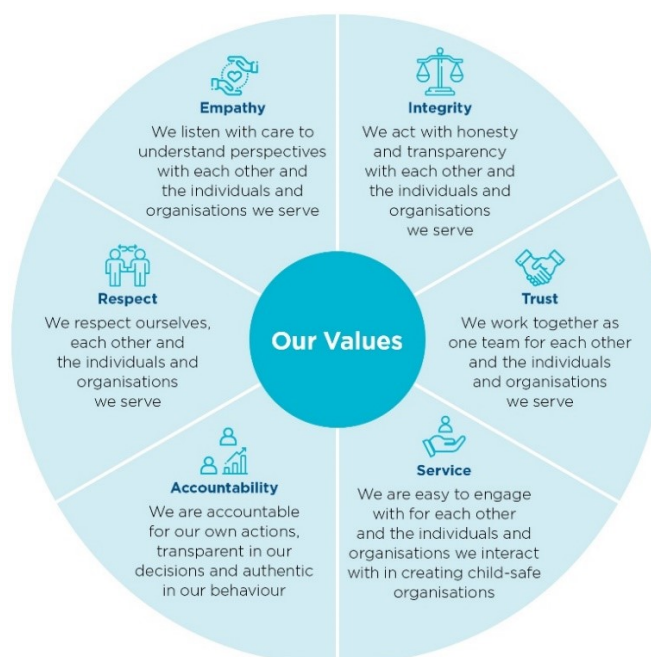 Empathy
We listen with care to
understand perspectives
with each other and
the individuals and
organisations we serve
Integrity
We act with honesty
and transparency
with each other and
the individuals and
organisations
we serve
Respect
We respect ourselves,
each other and
the individuals and
organisations
we serve
Our Values
Trust
We work together as
one team for each other
and the individuals
and organisations
we serve
Accountability
We are accountable
for our own actions,
transparent in our
decisions and authentic
in our behaviour
Service
We are easy to engage
with for each other
and the individuals and
organisations we interact
with in creating child-safe
organisations